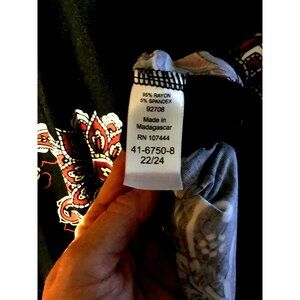 95% RAYON
5% SPANDEX
92708
Made in
Madagascar
RN 107444
41-6750-8
22/24